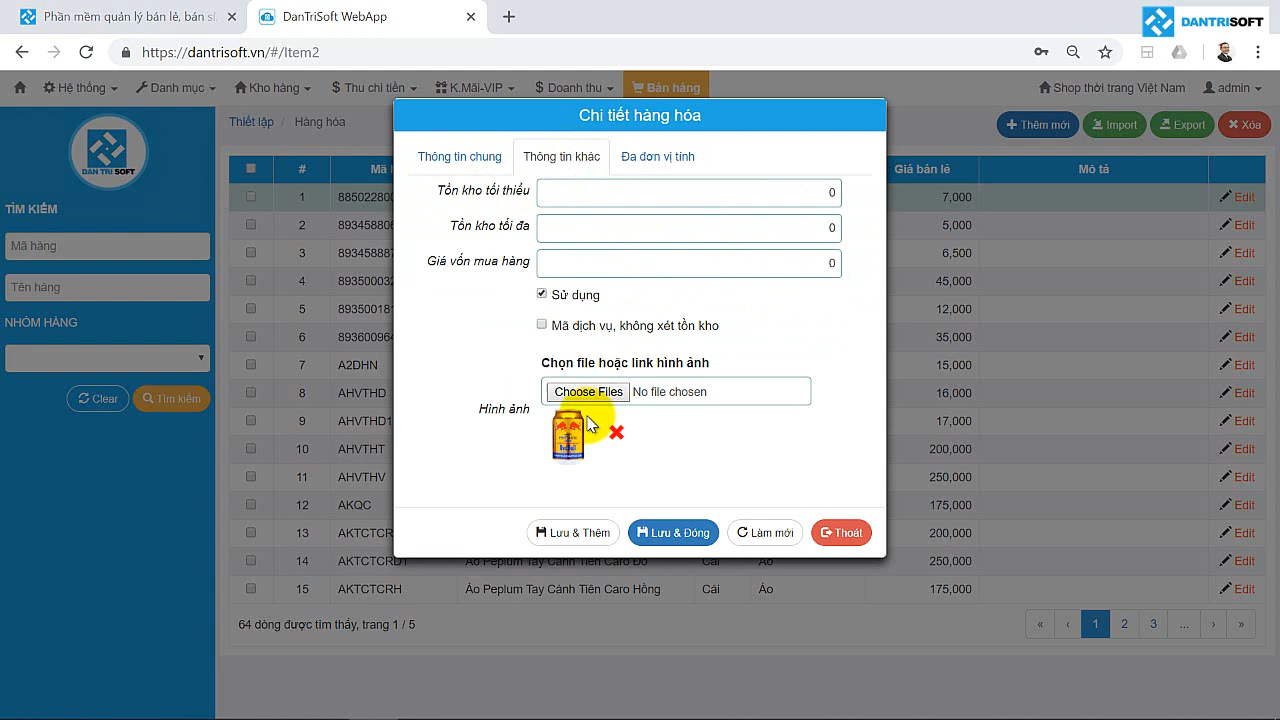 Phần mềm quản lý bán lẻ, bán sỉ
DanTriSoft WebApp
DANTRISOFT
https://dantrisoft.vn/#/Item2
Hệ thống
Danh mục
Kho hàng
$ Thu chi tiền
K.Mãi-VIP
$ Doanh thu
Bán hàng
Shop thời trang Việt Nam
admin
DAN TRI SOFT
Thiết lập / Hàng hóa
Thêm mới
Import
Export
Xóa
TÌM KIẾM
Mã hàng
Tên hàng
NHÓM HÀNG
Clear
Tìm kiếm
Chi tiết hàng hóa
Thông tin chung
Thông tin khác
Đa đơn vị tính
Tồn kho tối thiểu 0
Tồn kho tối đa 0
Giá vốn mua hàng 0
Sử dụng
Mã dịch vụ, không xét tồn kho
Chọn file hoặc link hình ảnh
Choose Files No file chosen
Hình ảnh
Lưu & Thêm
Lưu & Đóng
Làm mới
Thoát
# Giá bán lẻ Mô tả
1 7,000 Edit
2 5,000 Edit
3 6,500 Edit
4 45,000 Edit
5 12,000 Edit
6 15,000 Edit
7 A2DHN 35,000 Edit
8 AHVTHD 16,000 Edit
9 17,000 Edit
10 AHVTHT 200,000 Edit
11 AHVTHV 250,000 Edit
12 AKQC 175,000 Edit
13 200,000 Edit
14 250,000 Edit
15 AKTCTCRH Áo Peplum Tay Cánh Tiên Caro Hồng Cái Áo 175,000 Edit
64 dòng được tìm thấy, trang 1 / 5
« ‹ 1 2 3 ... › »